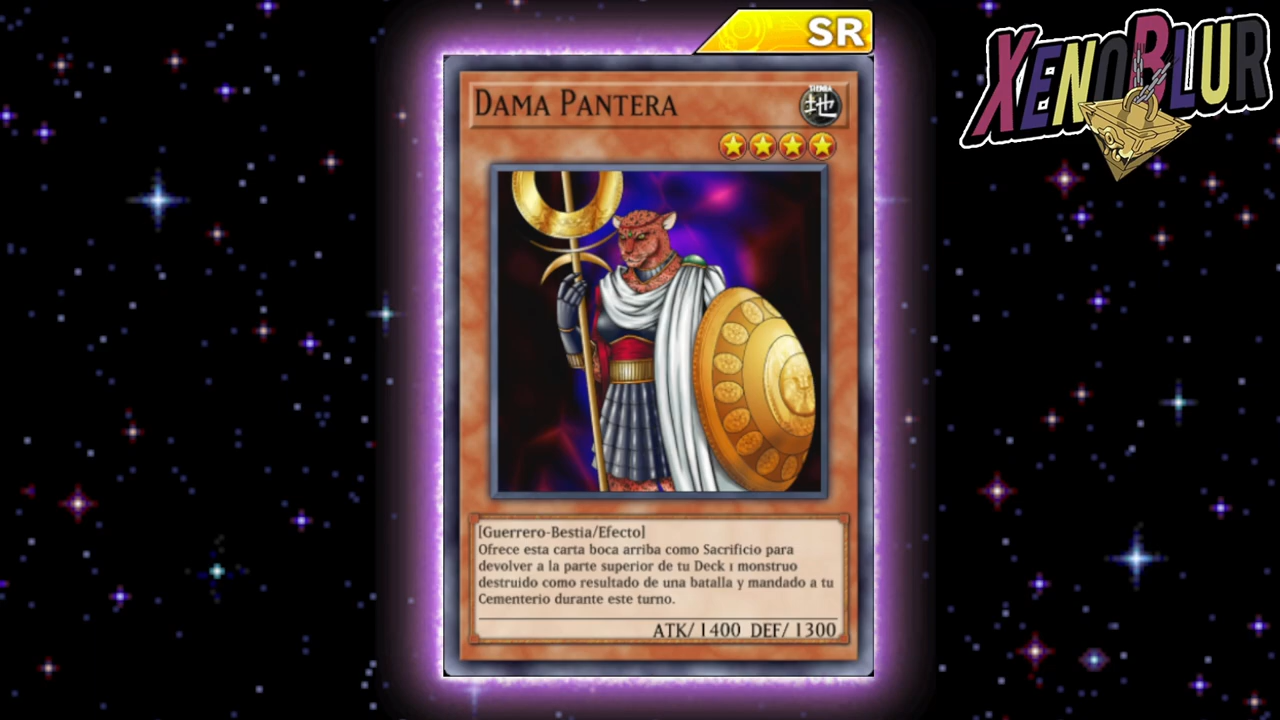 SR
XENOBLUR
DAMA PANTERA
TIERRA
地
[Guerrero-Bestia/Efecto]
Ofrece esta carta boca arriba como Sacrificio para
devolver a la parte superior de tu Deck 1 monstruo
destruido como resultado de una batalla y mandado a tu
Cementerio durante este turno.
ATK/ 1400 DEF/ 1300